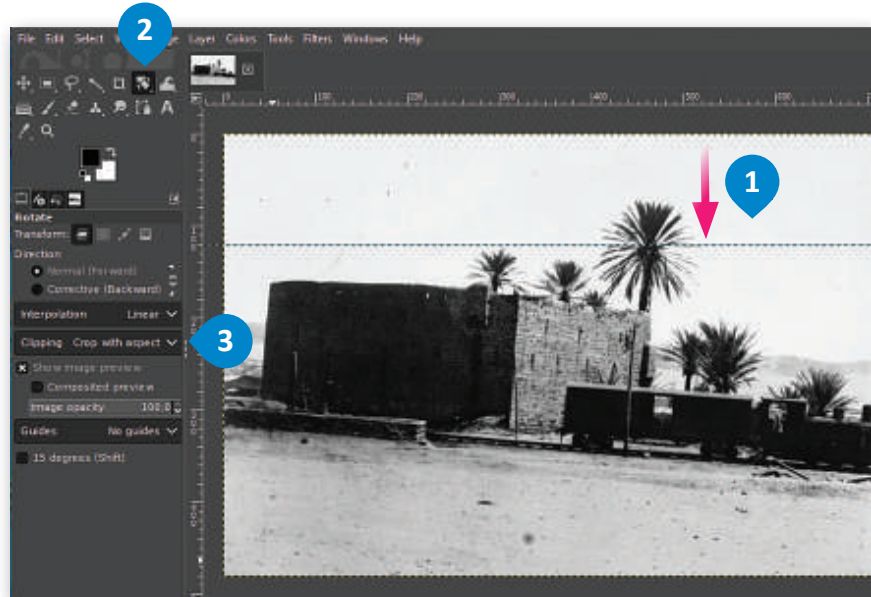 2
File Edit Select Layer Colors Tools Filters Windows Help
100 200 300 400 500 600
1
Rotate
Transform:
Direction
Normal (Forward)
Corrective (Backward)
Interpolation Linear
Clipping Crop with aspect
3
Show image preview
Composited preview
Image opacity 100.0
Guides No guides
15 degrees (Shift)